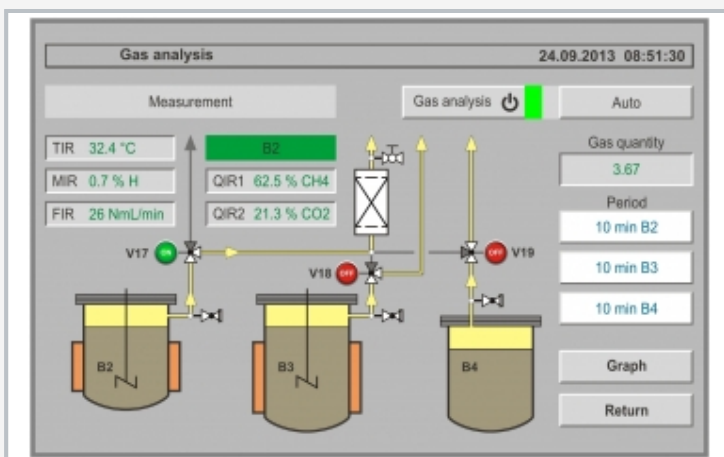 Gas analysis 24.09.2013 08:51:30
Measurement
Gas analysis
Auto
TIR 32.4 °C
B2
Gas quantity
3.67
MIR 0.7 % H
QIR1 62.5 % CH4
FIR 26 NmL/min
QIR2 21.3 % CO2
Period
10 min B2
10 min B3
10 min B4
V17 ON
V18 OFF
OFF V19
B2
B3
B4
Graph
Return